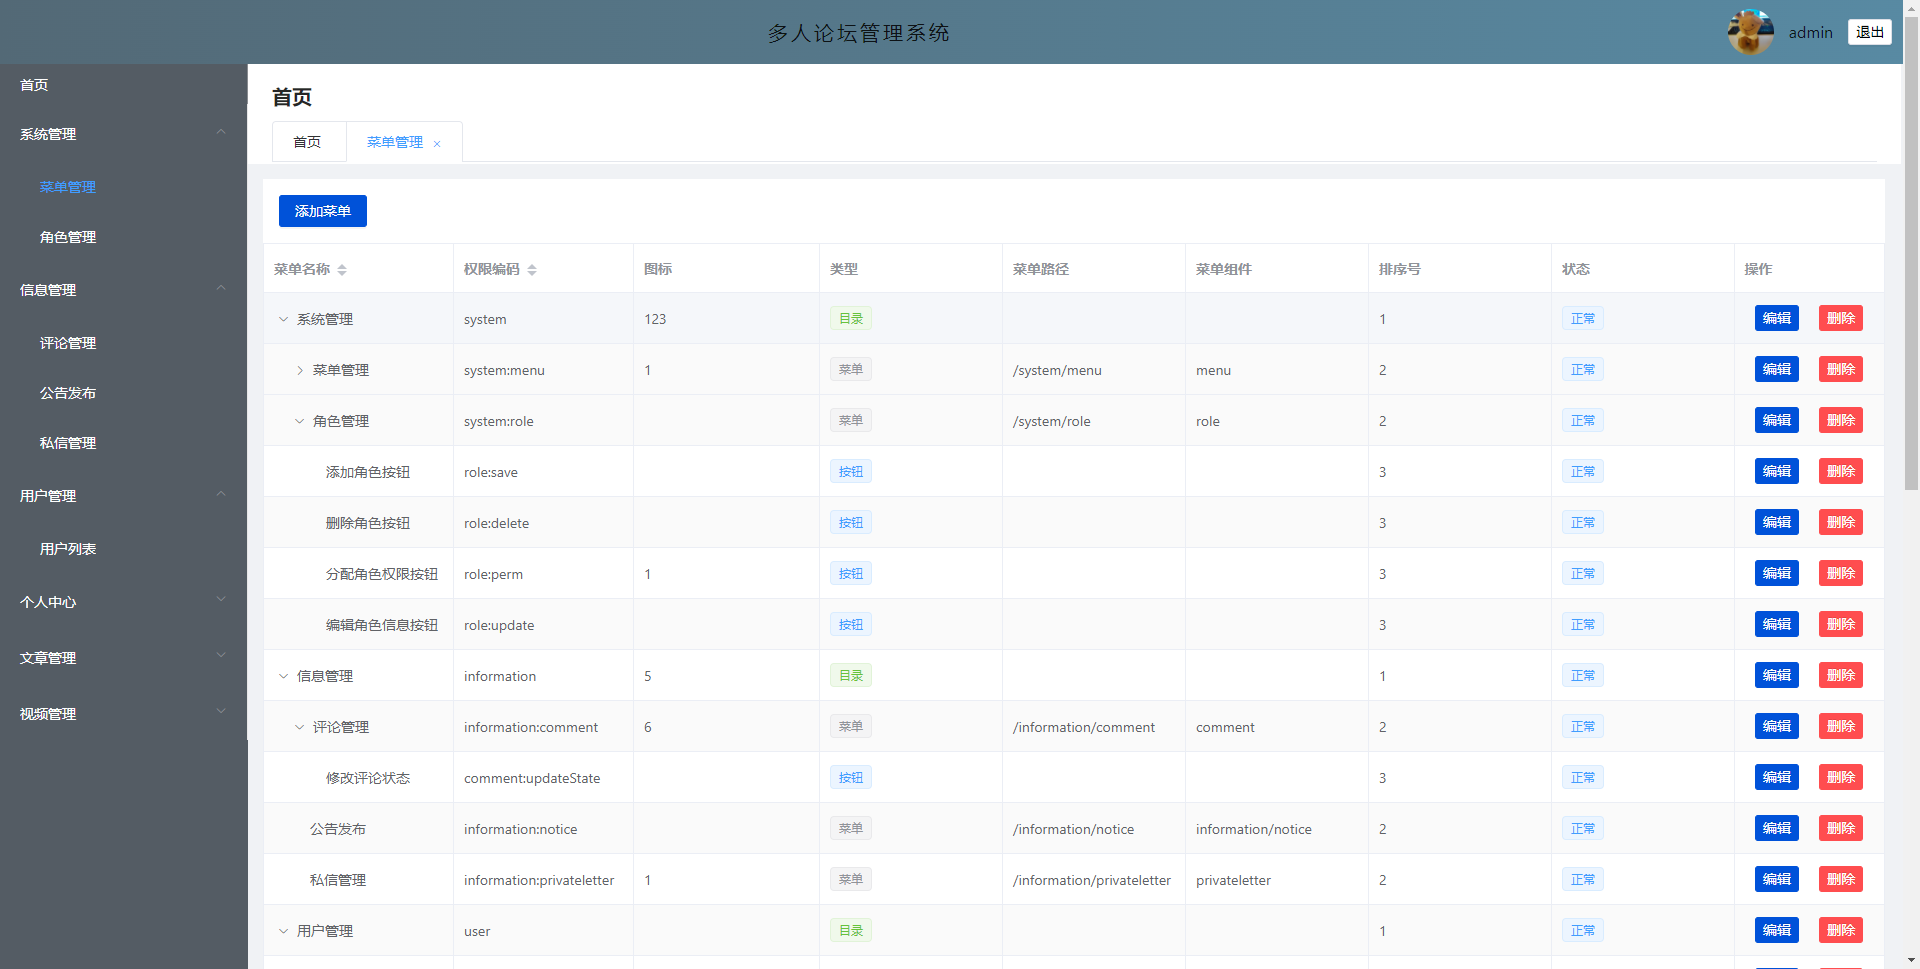 多人论坛管理系统
admin 退出
首页
系统管理
菜单管理
角色管理
信息管理
评论管理
公告发布
私信管理
用户管理
用户列表
个人中心
文章管理
视频管理
首页
首页 菜单管理 ×
添加菜单
菜单名称 权限编码 图标 类型 菜单路径 菜单组件 排序号 状态 操作
系统管理 system 123 目录 1 正常 编辑 删除
菜单管理 system:menu 1 菜单 /system/menu menu 2 正常 编辑 删除
角色管理 system:role 菜单 /system/role role 2 正常 编辑 删除
添加角色按钮 role:save 按钮 3 正常 编辑 删除
删除角色按钮 role:delete 按钮 3 正常 编辑 删除
分配角色权限按钮 role:perm 1 按钮 3 正常 编辑 删除
编辑角色信息按钮 role:update 按钮 3 正常 编辑 删除
信息管理 information 5 目录 1 正常 编辑 删除
评论管理 information:comment 6 菜单 /information/comment comment 2 正常 编辑 删除
修改评论状态 comment:updateState 按钮 3 正常 编辑 删除
公告发布 information:notice 菜单 /information/notice information/notice 2 正常 编辑 删除
私信管理 information:privateletter 1 菜单 /information/privateletter privateletter 2 正常 编辑 删除
用户管理 user 目录 1 正常 编辑 删除